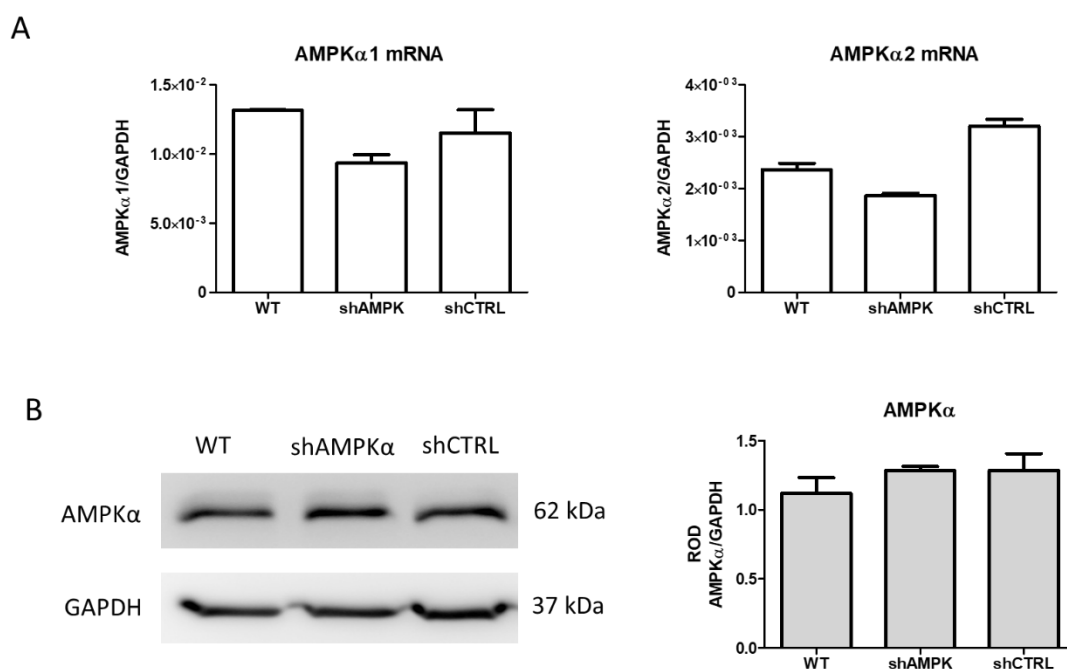 A
AMPKα1 mRNA
AMPKα1/GAPDH
1.5×10⁻²
1.0×10⁻²
5.0×10⁻³
0
WT shAMPK shCTRL
AMPKα2 mRNA
AMPKα2/GAPDH
4×10⁻⁰³
3×10⁻⁰³
2×10⁻⁰³
1×10⁻⁰³
0
WT shAMPK shCTRL
B
WT shAMPKα shCTRL
AMPKα 62 kDa
GAPDH 37 kDa
AMPKα
ROD
AMPKα/GAPDH
1.5
1.0
0.5
0.0
WT shAMPK shCTRL